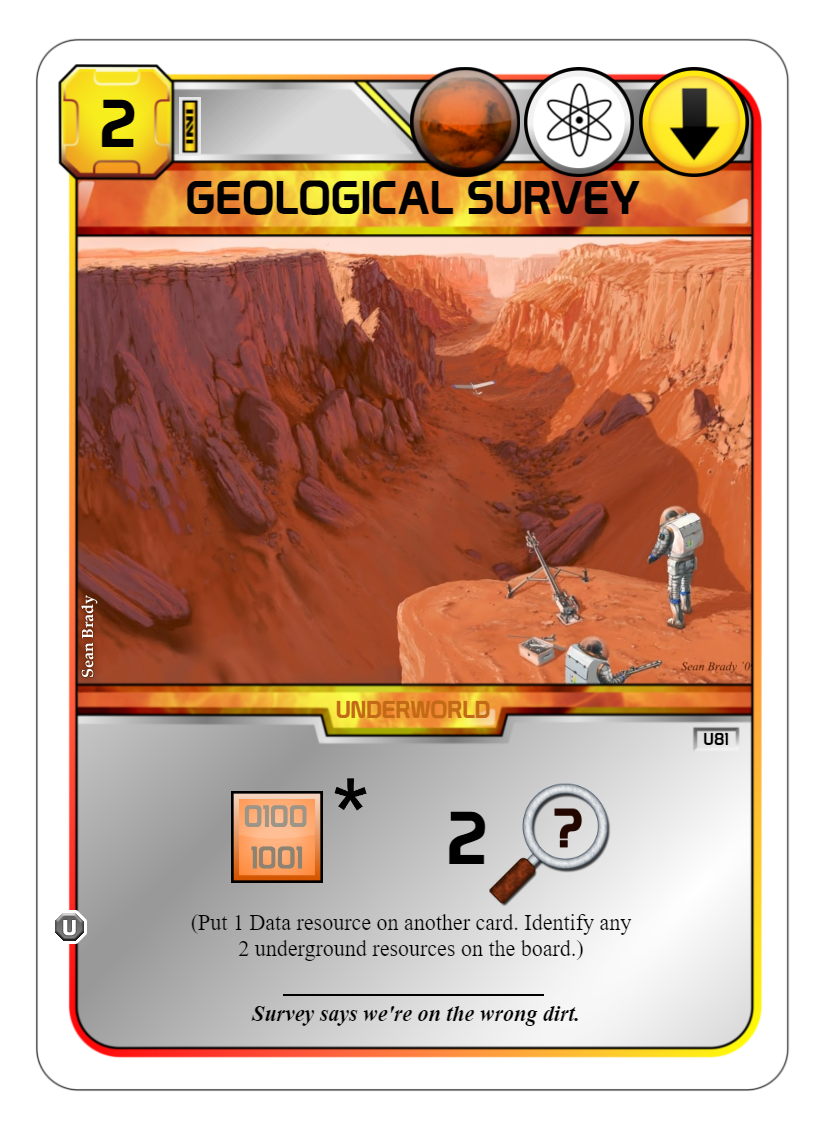 2
GEOLOGICAL SURVEY
Sean Brady
Sean Brady '0
UNDERWORLD
U81
0100
1001
*
2
?
(Put 1 Data resource on another card. Identify any
2 underground resources on the board.)
U
Survey says we're on the wrong dirt.